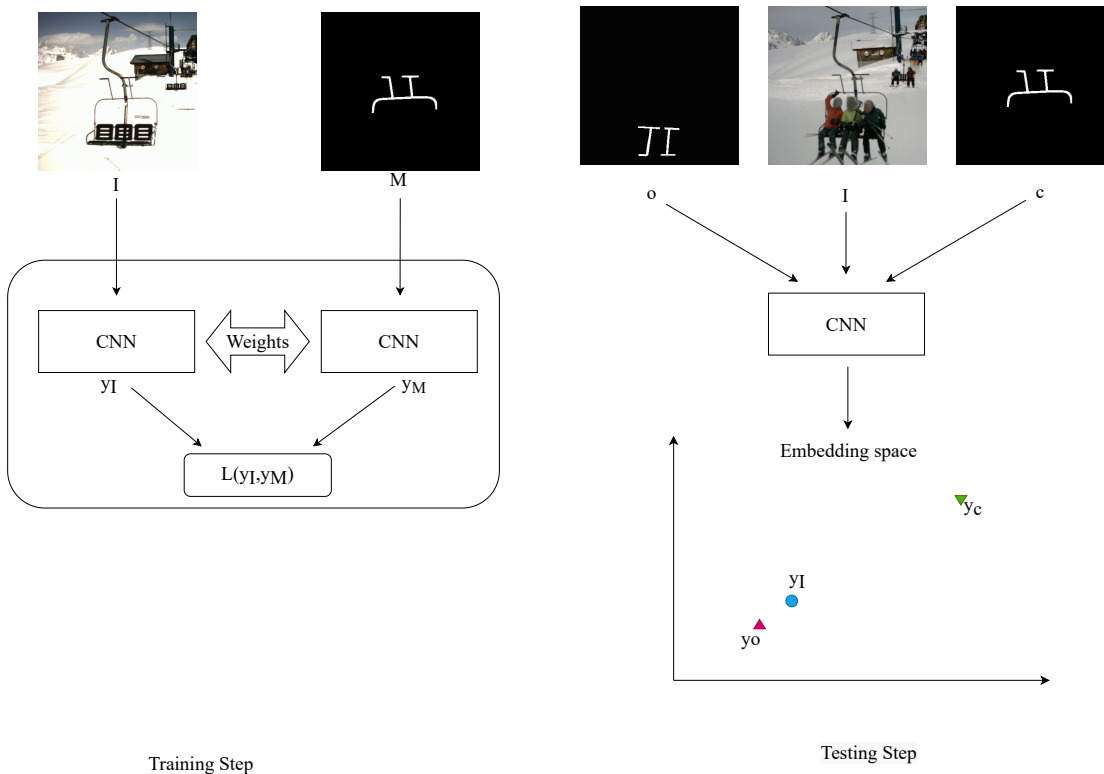 I
M
CNN
Weights
CNN
yI
yM
L(yI,yM)
Training Step
o
I
c
CNN
Embedding space
yc
yI
yo
Testing Step